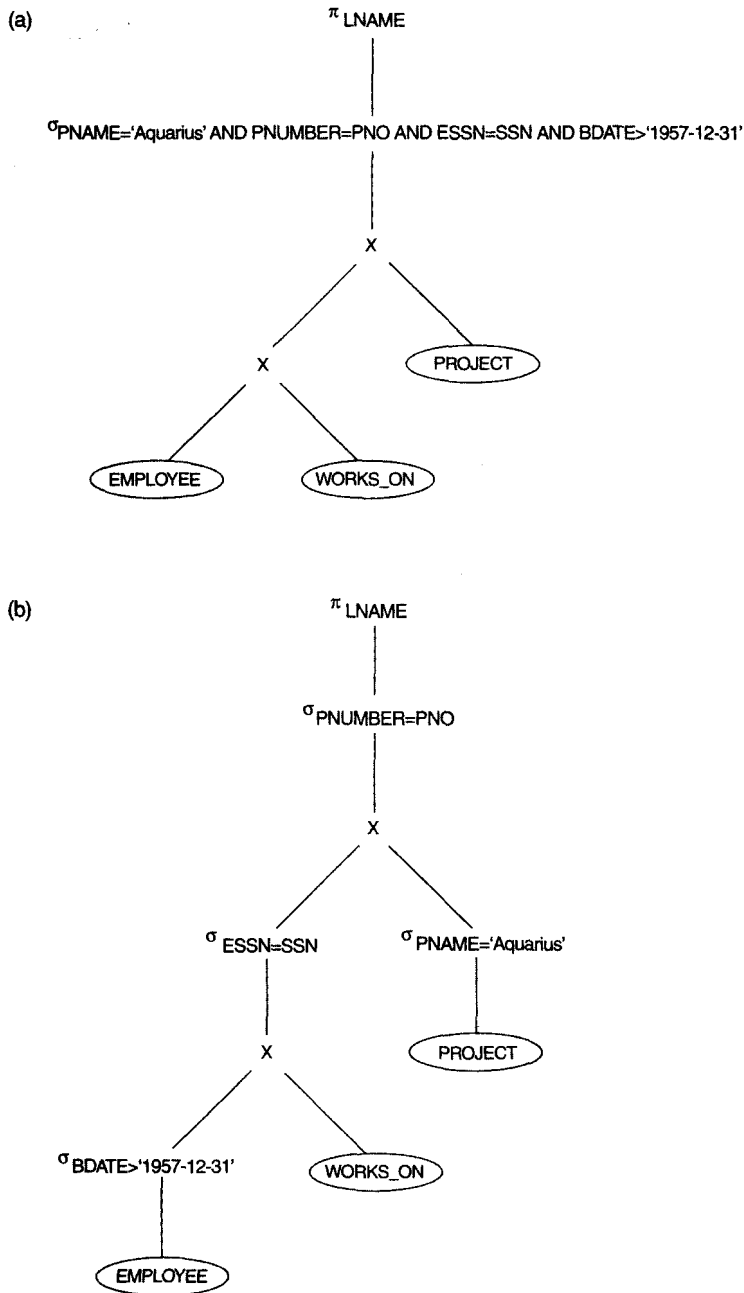 (a)
π LNAME
σ PNAME='Aquarius' AND PNUMBER=PNO AND ESSN=SSN AND BDATE>'1957-12-31'
X
X
PROJECT
EMPLOYEE
WORKS_ON
(b)
π LNAME
σ PNUMBER=PNO
X
σ ESSN=SSN
σ PNAME='Aquarius'
X
PROJECT
σ BDATE>'1957-12-31'
WORKS_ON
EMPLOYEE